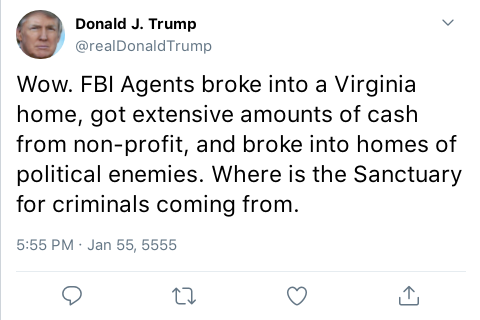 Donald J. Trump
@realDonaldTrump
Wow. FBI Agents broke into a Virginia
home, got extensive amounts of cash
from non-profit, and broke into homes of
political enemies. Where is the Sanctuary
for criminals coming from.
5:55 PM · Jan 55, 5555